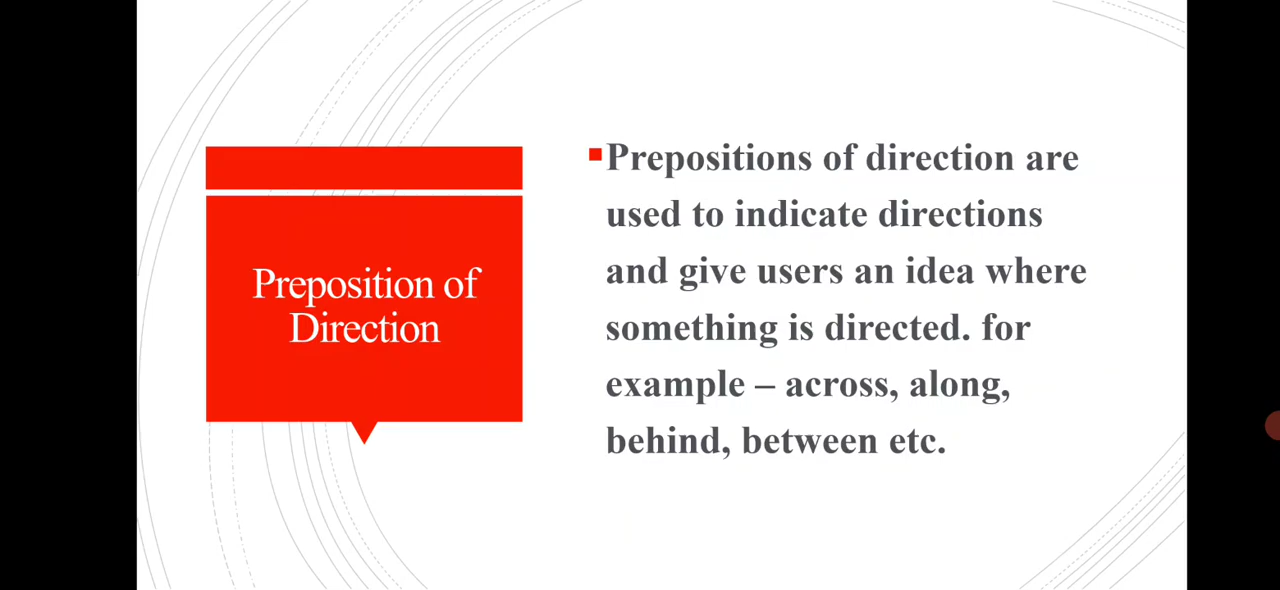 Preposition of
Direction
Prepositions of direction are
used to indicate directions
and give users an idea where
something is directed. for
example – across, along,
behind, between etc.